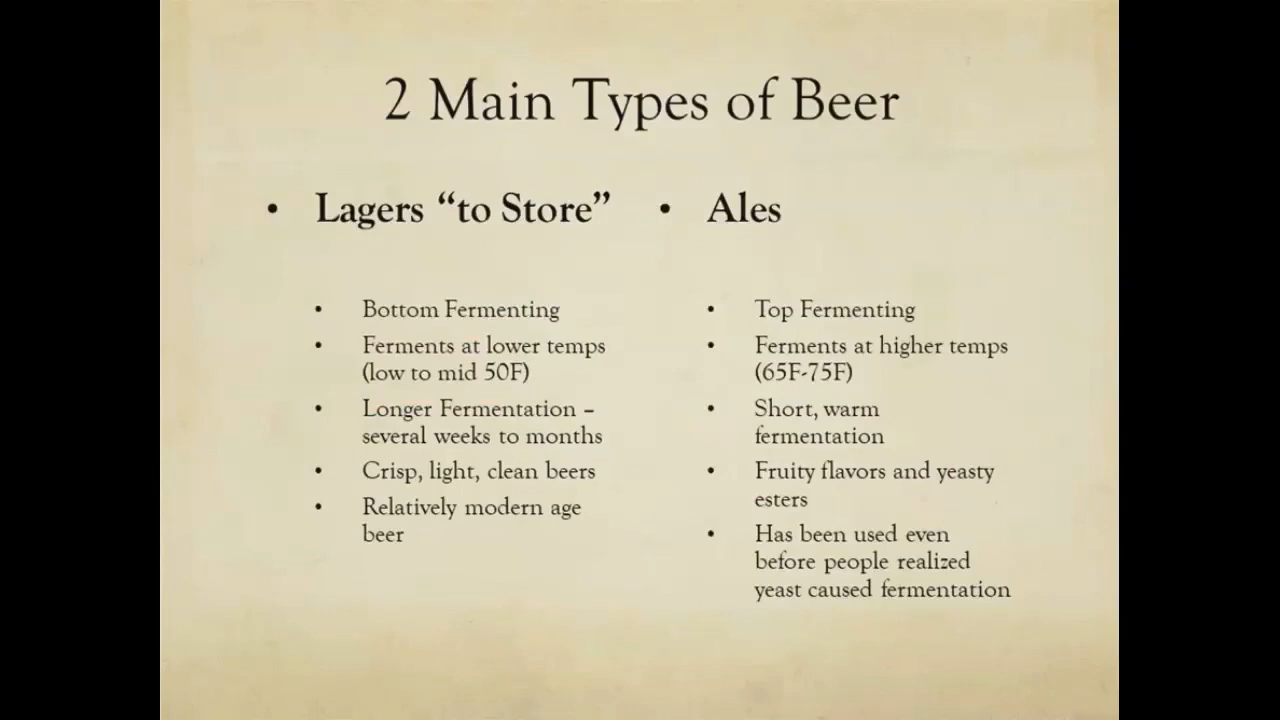 2 Main Types of Beer
• Lagers “to Store”
• Bottom Fermenting
• Ferments at lower temps
(low to mid 50F)
• Longer Fermentation –
several weeks to months
• Crisp, light, clean beers
• Relatively modern age
beer
• Ales
• Top Fermenting
• Ferments at higher temps
(65F-75F)
• Short, warm
fermentation
• Fruity flavors and yeasty
esters
• Has been used even
before people realized
yeast caused fermentation